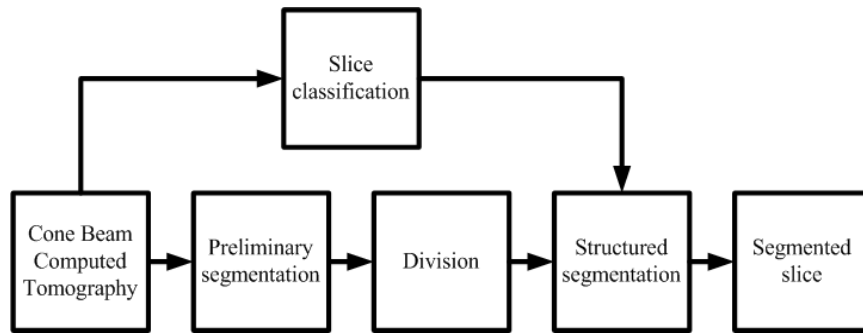 Slice
classification
Cone Beam
Computed
Tomography
Preliminary
segmentation
Division
Structured
segmentation
Segmented
slice